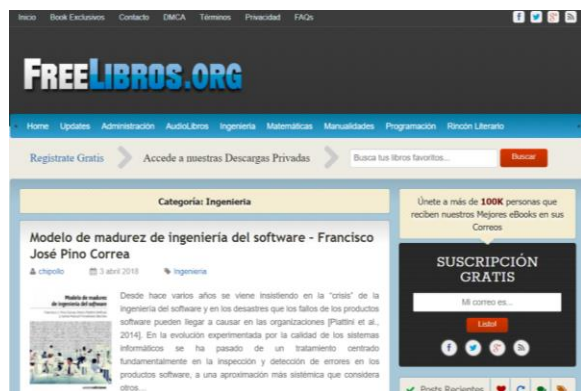 Inicio Book Exclusivos Contacto DMCA Términos Privacidad FAQs
FREELIBROS.ORG
Home Updates Administración AudioLibros Ingeniería Matemáticas Manualidades Programación Rincón Literario
Regístrate Gratis Accede a nuestras Descargas Privadas Busca tus libros favoritos... Buscar
Categoría: Ingenieria
Modelo de madurez de ingeniería del software - Francisco
José Pino Correa
chipollo 3 abril 2018 Ingenieria
Modelo de madurez
de ingeniería del software
Desde hace varios años se viene insistiendo en la "crisis" de la
ingeniería del software y en los desastres que los fallos de los productos
software pueden llegar a causar en las organizaciones [Piattini et al.,
2014]. En la evolución experimentada por la calidad de los sistemas
informáticos se ha pasado de un tratamiento centrado
fundamentalmente en la inspección y detección de errores en los
productos software, a una aproximación más sistémica que considera
otros...
Únete a más de 100K personas que
reciben nuestros Mejores eBooks en sus
Correos
SUSCRIPCIÓN
GRATIS
Mi correo es...
Listo!
Posts Recientes